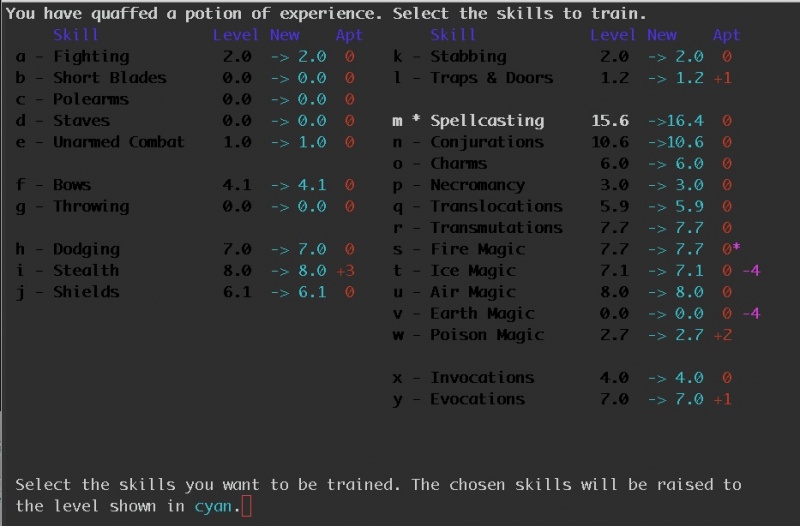 You have quaffed a potion of experience. Select the skills to train.
Skill Level New Apt Skill Level New Apt
a - Fighting 2.0 -> 2.0 0 k - Stabbing 2.0 -> 2.0 0
b - Short Blades 0.0 -> 0.0 0 l - Traps & Doors 1.2 -> 1.2 +1
c - Polearms 0.0 -> 0.0 0
d - Staves 0.0 -> 0.0 0 m * Spellcasting 15.6 ->16.4 0
e - Unarmed Combat 1.0 -> 1.0 0 n - Conjurations 10.6 ->10.6 0
o - Charms 6.0 -> 6.0 0
f - Bows 4.1 -> 4.1 0 p - Necromancy 3.0 -> 3.0 0
g - Throwing 0.0 -> 0.0 0 q - Translocations 5.9 -> 5.9 0
r - Transmutations 7.7 -> 7.7 0
h - Dodging 7.0 -> 7.0 0 s - Fire Magic 7.7 -> 7.7 0*
i - Stealth 8.0 -> 8.0 +3 t - Ice Magic 7.1 -> 7.1 0 -4
j - Shields 6.1 -> 6.1 0 u - Air Magic 8.0 -> 8.0 0
v - Earth Magic 0.0 -> 0.0 0 -4
w - Poison Magic 2.7 -> 2.7 +2
x - Invocations 4.0 -> 4.0 0
y - Evocations 7.0 -> 7.0 +1
Select the skills you want to be trained. The chosen skills will be raised to
the level shown in cyan.